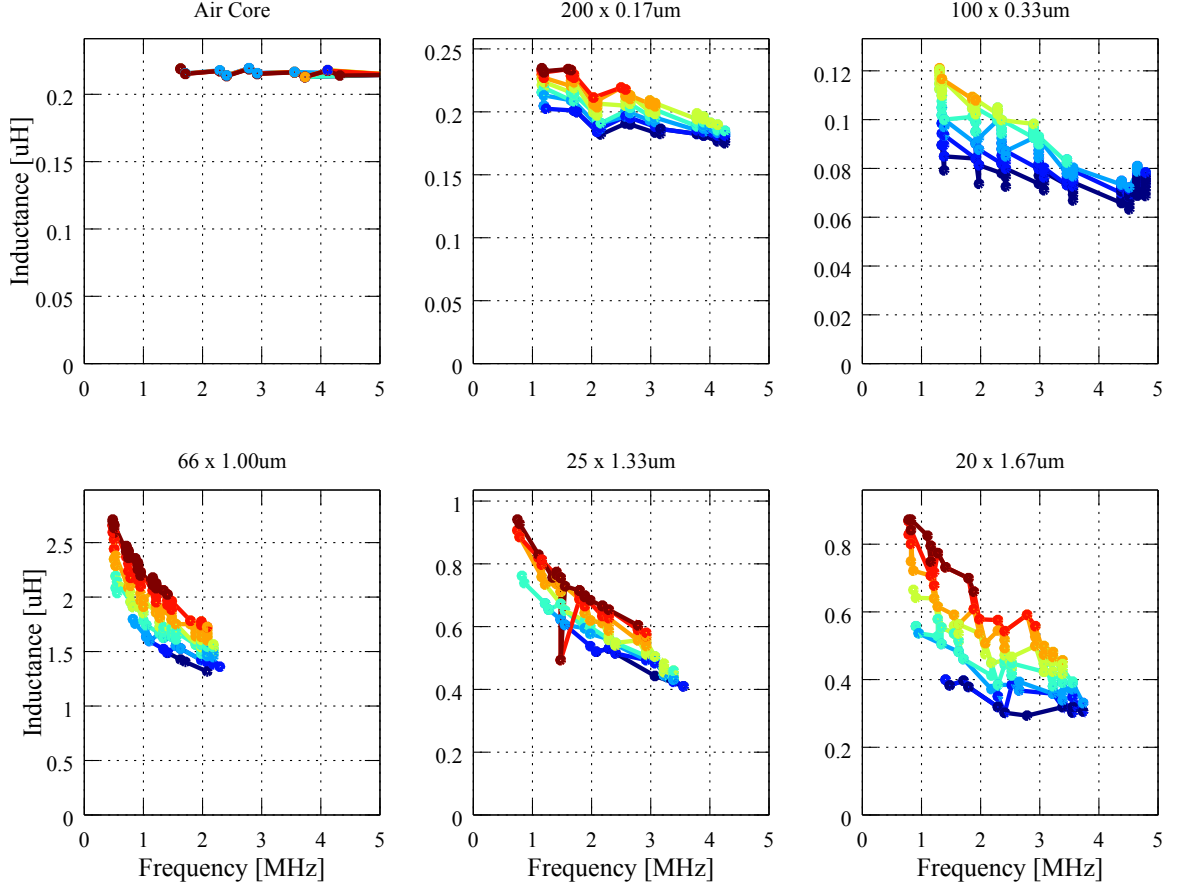 Air Core
200 x 0.17um
100 x 0.33um
Inductance [uH]
0.2
0.15
0.1
0.05
0
0 1 2 3 4 5
0.25
0.2
0.15
0.1
0.05
0
0 1 2 3 4 5
0.12
0.1
0.08
0.06
0.04
0.02
0
0 1 2 3 4 5
66 x 1.00um
25 x 1.33um
20 x 1.67um
Inductance [uH]
2.5
2
1.5
1
0.5
0
0 1 2 3 4 5
Frequency [MHz]
1
0.8
0.6
0.4
0.2
0
0 1 2 3 4 5
Frequency [MHz]
0.8
0.6
0.4
0.2
0
0 1 2 3 4 5
Frequency [MHz]